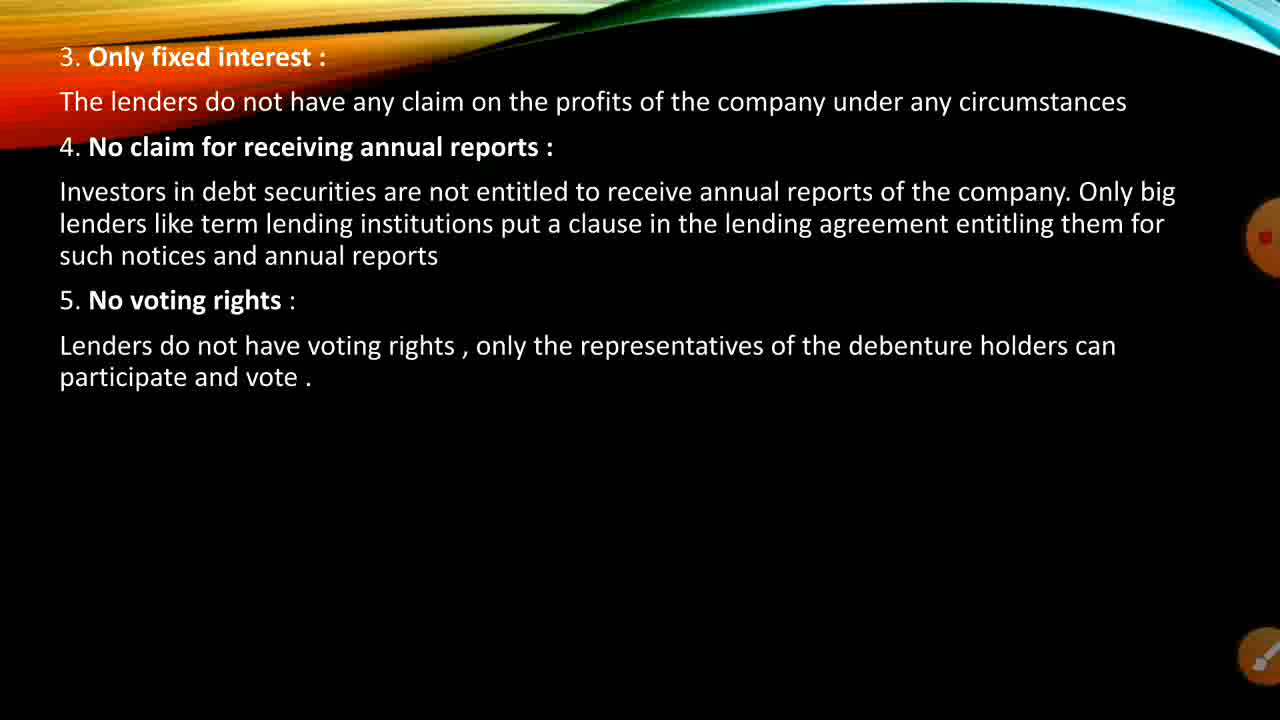 3. Only fixed interest :
The lenders do not have any claim on the profits of the company under any circumstances
4. No claim for receiving annual reports :
Investors in debt securities are not entitled to receive annual reports of the company. Only big
lenders like term lending institutions put a clause in the lending agreement entitling them for
such notices and annual reports
5. No voting rights :
Lenders do not have voting rights , only the representatives of the debenture holders can
participate and vote .